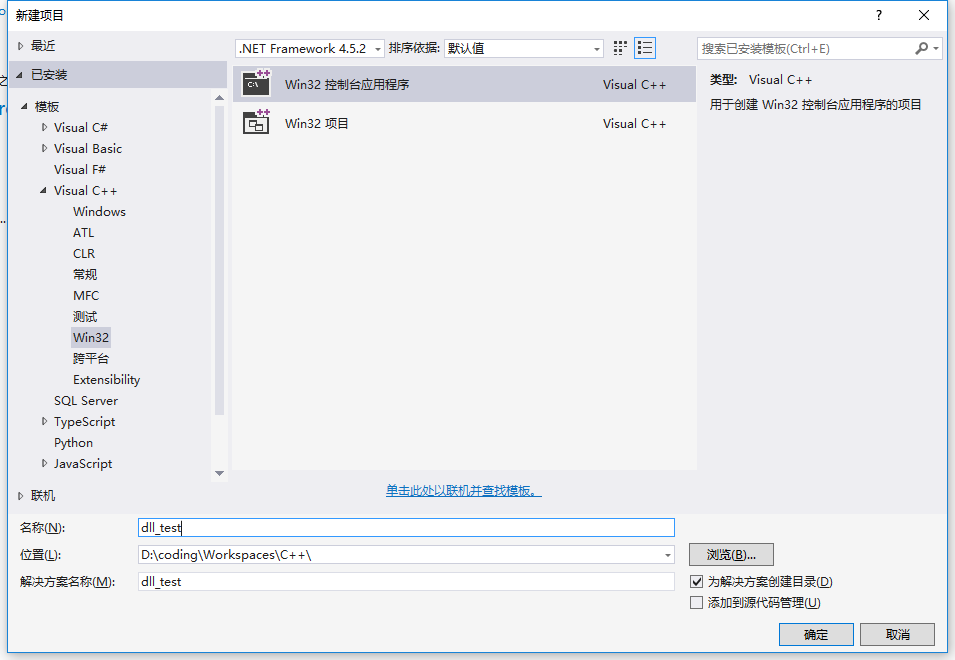 新建项目
?
最近
.NET Framework 4.5.2
排序依据:
默认值
搜索已安装模板(Ctrl+E)
已安装
模板
Visual C#
Visual Basic
Visual F#
Visual C++
Windows
ATL
CLR
常规
MFC
测试
Win32
跨平台
Extensibility
SQL Server
TypeScript
Python
JavaScript
联机
Win32 控制台应用程序
Visual C++
Win32 项目
Visual C++
类型: Visual C++
用于创建 Win32 控制台应用程序的项目
单击此处以联机并查找模板。
名称(N):
dll_test
位置(L):
D:\coding\Workspaces\C++\
浏览(B)...
解决方案名称(M):
dll_test
为解决方案创建目录(D)
添加到源代码管理(U)
确定
取消